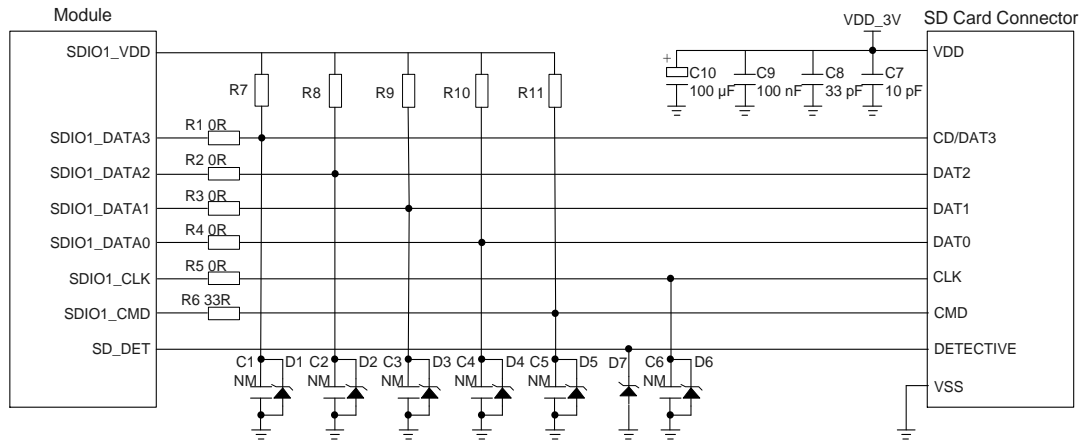 Module
VDD_3V
SD Card Connector
SDIO1_VDD
VDD
R7
R8
R9
R10
R11
+
C10
100 µF
C9
100 nF
C8
33 pF
C7
10 pF
R1 0R
SDIO1_DATA3
CD/DAT3
R2 0R
SDIO1_DATA2
DAT2
R3 0R
SDIO1_DATA1
DAT1
R4 0R
SDIO1_DATA0
DAT0
R5 0R
SDIO1_CLK
CLK
R6 33R
SDIO1_CMD
CMD
SD_DET
DETECTIVE
C1
D1
NM
C2
D2
NM
C3
D3
NM
C4
D4
NM
C5
D5
NM
D7
C6
D6
NM
VSS